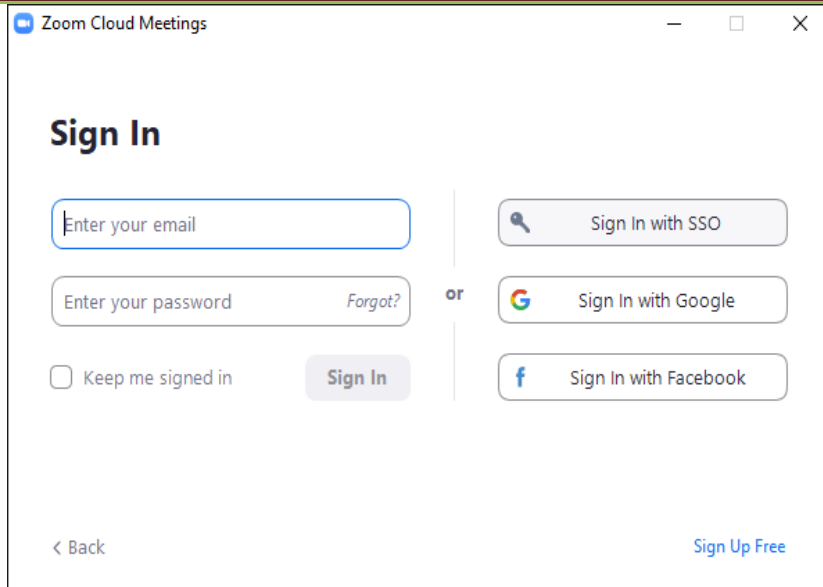 Zoom Cloud Meetings
Sign In
Enter your email
Enter your password
Forgot?
Keep me signed in
Sign In
or
Sign In with SSO
Sign In with Google
Sign In with Facebook
Back
Sign Up Free